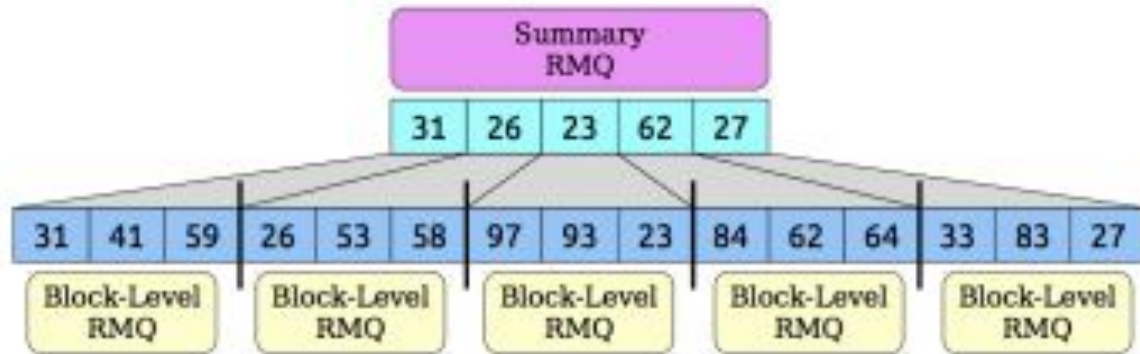 Summary
RMQ
31 26 23 62 27
31 41 59 26 53 58 97 93 23 84 62 64 33 83 27
Block-Level Block-Level Block-Level Block-Level Block-Level
RMQ RMQ RMQ RMQ RMQ